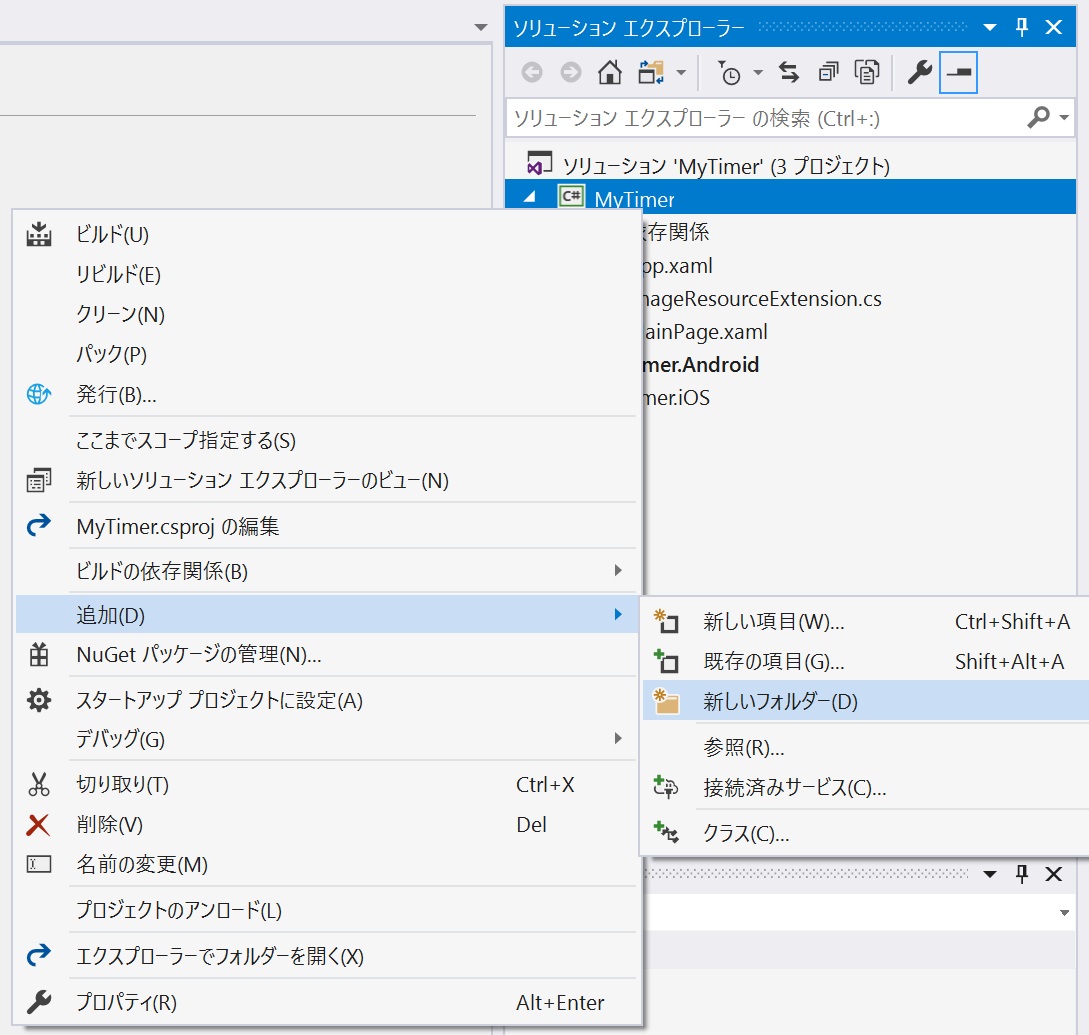 ソリューション エクスプローラー
ソリューション エクスプローラー の検索 (Ctrl+:)
ソリューション 'MyTimer' (3 プロジェクト)
C# MyTimer
存関係
pp.xaml
nageResourceExtension.cs
ainPage.xaml
mer.Android
mer.iOS
ビルド(U)
リビルド(E)
クリーン(N)
パック(P)
発行(B)...
ここまでスコープ指定する(S)
新しいソリューション エクスプローラーのビュー(N)
MyTimer.csproj の編集
ビルドの依存関係(B)
追加(D)
NuGet パッケージの管理(N)...
スタートアップ プロジェクトに設定(A)
デバッグ(G)
切り取り(T) Ctrl+X
削除(V) Del
名前の変更(M)
プロジェクトのアンロード(L)
エクスプローラーでフォルダーを開く(X)
プロパティ(R) Alt+Enter
新しい項目(W)... Ctrl+Shift+A
既存の項目(G)... Shift+Alt+A
新しいフォルダー(D)
参照(R)...
接続済みサービス(C)...
クラス(C)...